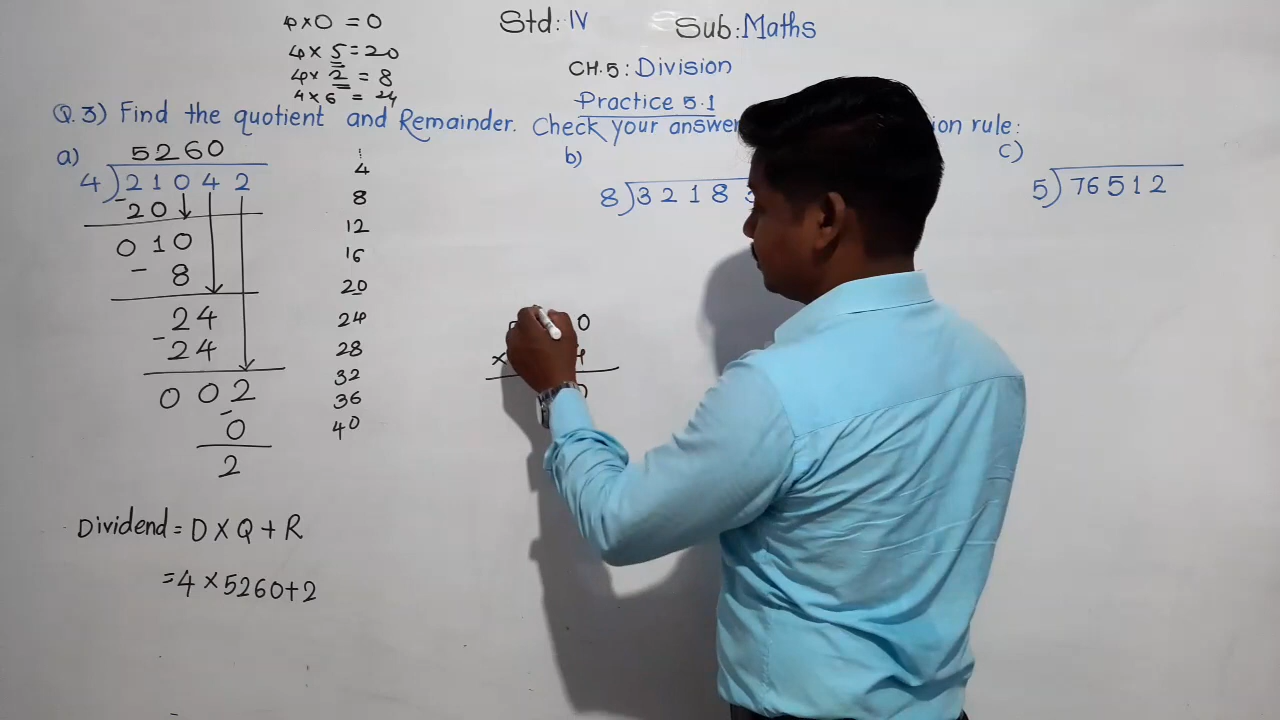 Std: IV Sub: Maths
CH.5: Division
Practice 5.1
4 × 0 = 0
4 × 5 = 20
4 × 2 = 8
4 × 6 = 24
Q.3) Find the quotient and Remainder. Check your answer ion rule:
a)
5260
4)21042
-20
010
- 8
24
-24
002
-0
2
4
8
12
16
20
24
28
32
36
40
Dividend = D × Q + R
= 4 × 5260 + 2
b)
8)3218
0
×
c)
5)76512